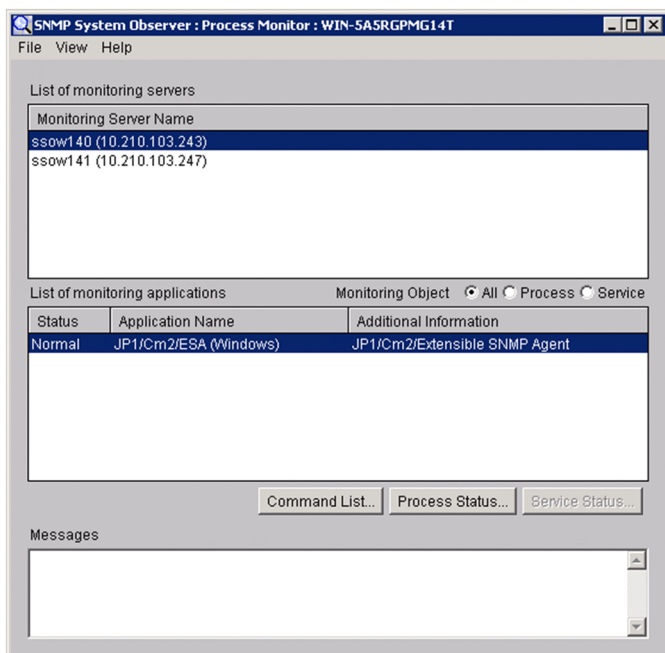 SNMP System Observer : Process Monitor : WIN-5A5RGPMG14T
File View Help
List of monitoring servers
Monitoring Server Name
ssow140 (10.210.103.243)
ssow141 (10.210.103.247)
List of monitoring applications Monitoring Object All Process Service
Status Application Name Additional Information
Normal JP1/Cm2/ESA (Windows) JP1/Cm2/Extensible SNMP Agent
Command List... Process Status... Service Status...
Messages